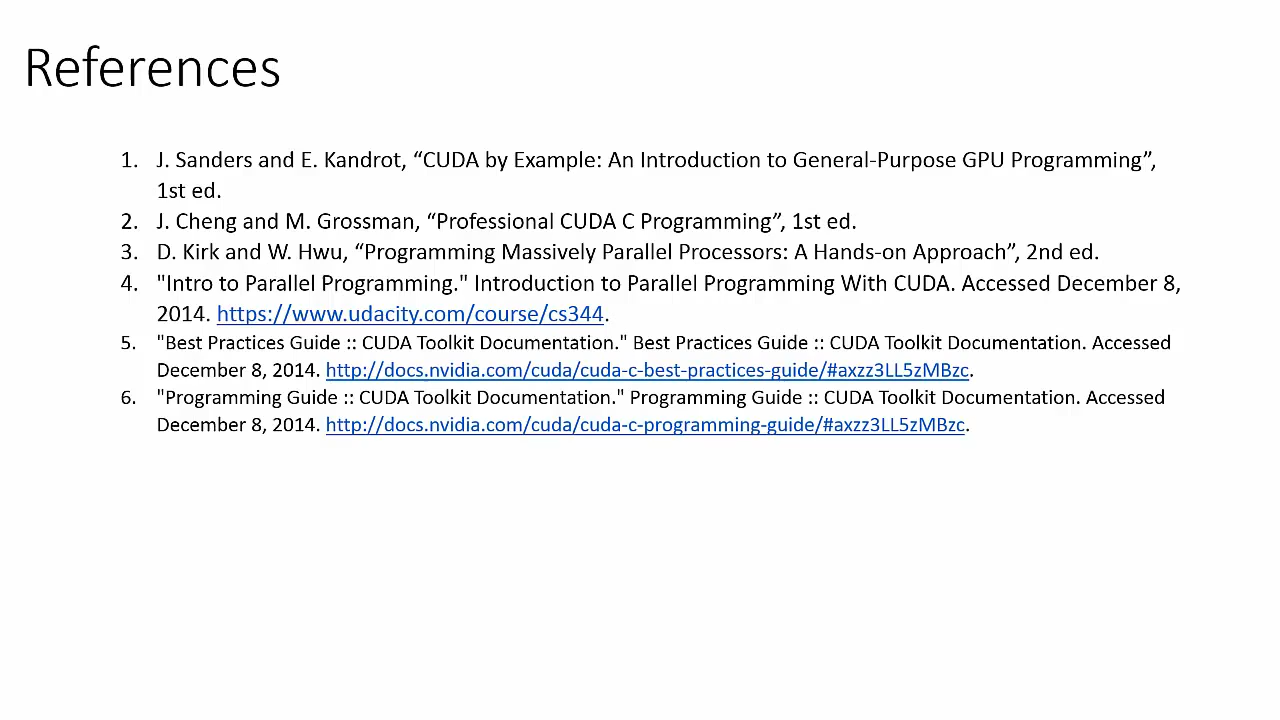 References
1. J. Sanders and E. Kandrot, “CUDA by Example: An Introduction to General-Purpose GPU Programming”,
1st ed.
2. J. Cheng and M. Grossman, “Professional CUDA C Programming”, 1st ed.
3. D. Kirk and W. Hwu, “Programming Massively Parallel Processors: A Hands-on Approach”, 2nd ed.
4. "Intro to Parallel Programming." Introduction to Parallel Programming With CUDA. Accessed December 8,
2014. https://www.udacity.com/course/cs344.
5. "Best Practices Guide :: CUDA Toolkit Documentation." Best Practices Guide :: CUDA Toolkit Documentation. Accessed
December 8, 2014. http://docs.nvidia.com/cuda/cuda-c-best-practices-guide/#axzz3LL5zMBzc.
6. "Programming Guide :: CUDA Toolkit Documentation." Programming Guide :: CUDA Toolkit Documentation. Accessed
December 8, 2014. http://docs.nvidia.com/cuda/cuda-c-programming-guide/#axzz3LL5zMBzc.